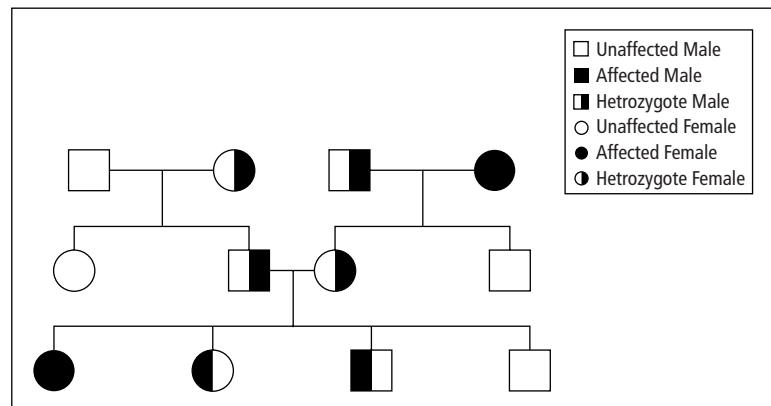 Unaffected Male
Affected Male
Hetrozygote Male
Unaffected Female
Affected Female
Hetrozygote Female